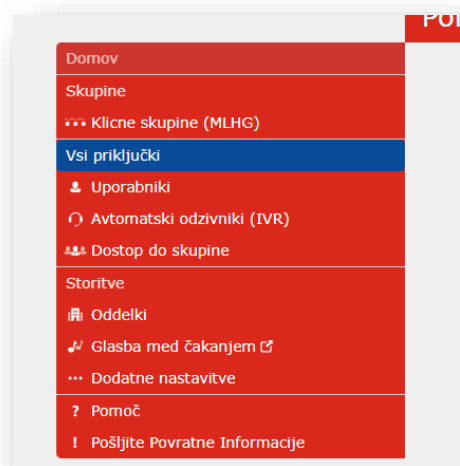 Domov
Skupine
Klicne skupine (MLHG)
Vsi priključki
Uporabniki
Avtomatski odzivniki (IVR)
Dostop do skupine
Storitve
Oddelki
Glasba med čakanjem
Dodatne nastavitve
? Pomoč
! Pošljite Povratne Informacije